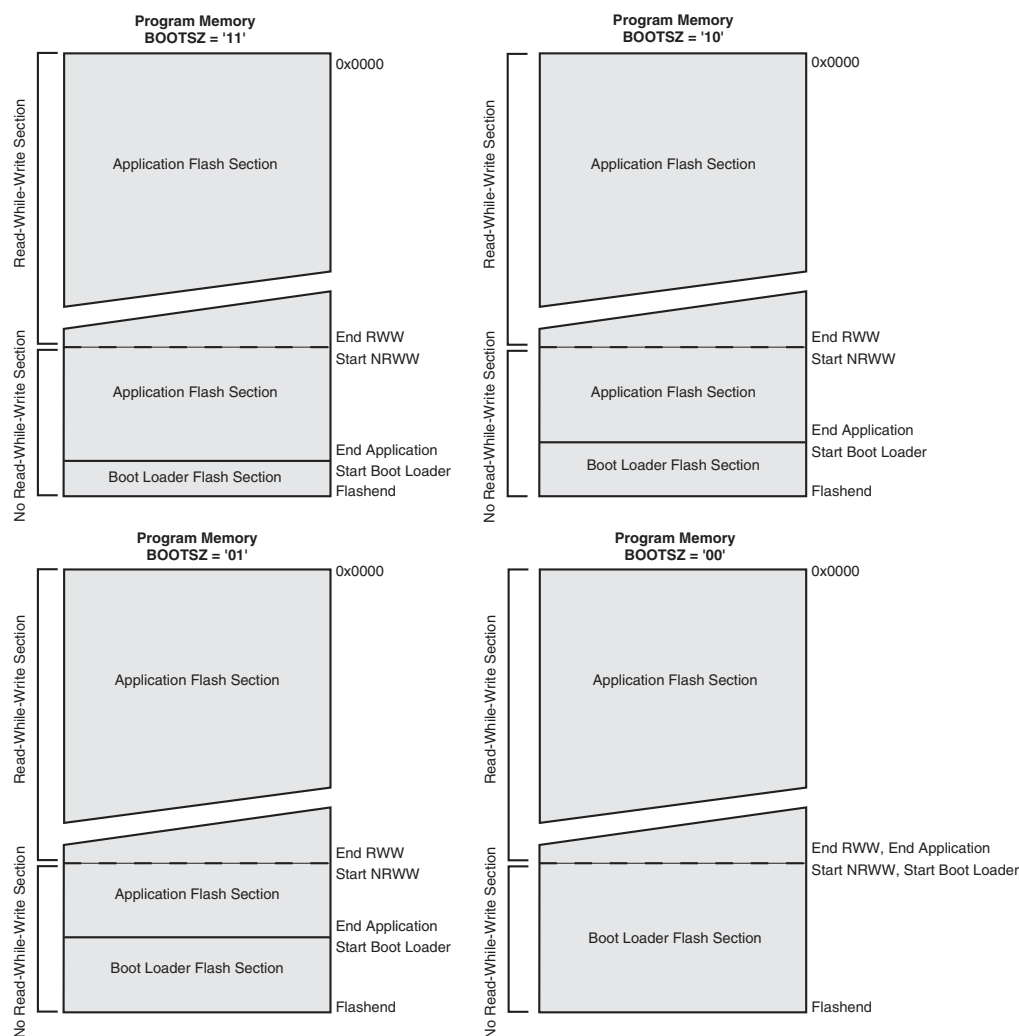 Program Memory
BOOTSZ = '11'
0x0000
Read-While-Write Section
Application Flash Section
End RWW
Start NRWW
No Read-While-Write Section
Application Flash Section
End Application
Start Boot Loader
Boot Loader Flash Section
Flashend
Program Memory
BOOTSZ = '10'
0x0000
Read-While-Write Section
Application Flash Section
End RWW
Start NRWW
No Read-While-Write Section
Application Flash Section
End Application
Start Boot Loader
Boot Loader Flash Section
Flashend
Program Memory
BOOTSZ = '01'
0x0000
Read-While-Write Section
Application Flash Section
End RWW
Start NRWW
No Read-While-Write Section
Application Flash Section
End Application
Start Boot Loader
Boot Loader Flash Section
Flashend
Program Memory
BOOTSZ = '00'
0x0000
Read-While-Write Section
Application Flash Section
End RWW, End Application
Start NRWW, Start Boot Loader
No Read-While-Write Section
Boot Loader Flash Section
Flashend